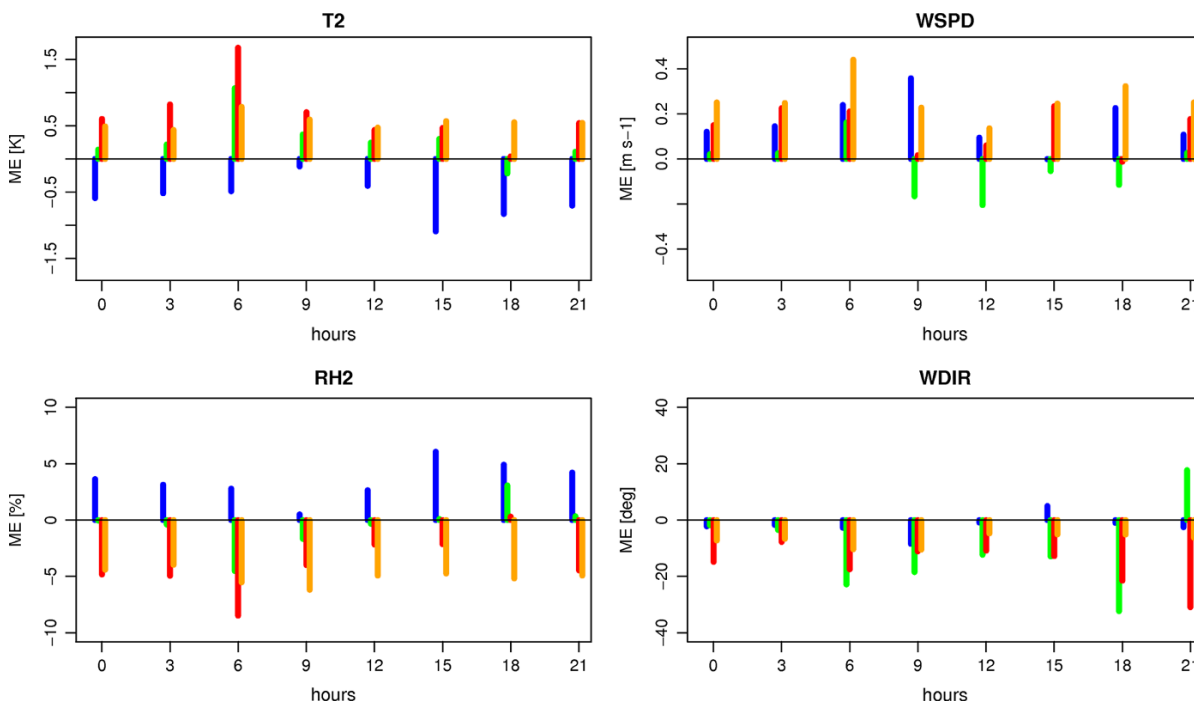 T2
ME [K]
1.5
0.5
−0.5
−1.5
0 3 6 9 12 15 18 21
hours
WSPD
ME [m s−1]
0.4
0.2
0.0
−0.4
0 3 6 9 12 15 18 21
hours
RH2
ME [%]
10
5
0
−5
−10
0 3 6 9 12 15 18 21
hours
WDIR
ME [deg]
40
20
0
−20
−40
0 3 6 9 12 15 18 21
hours